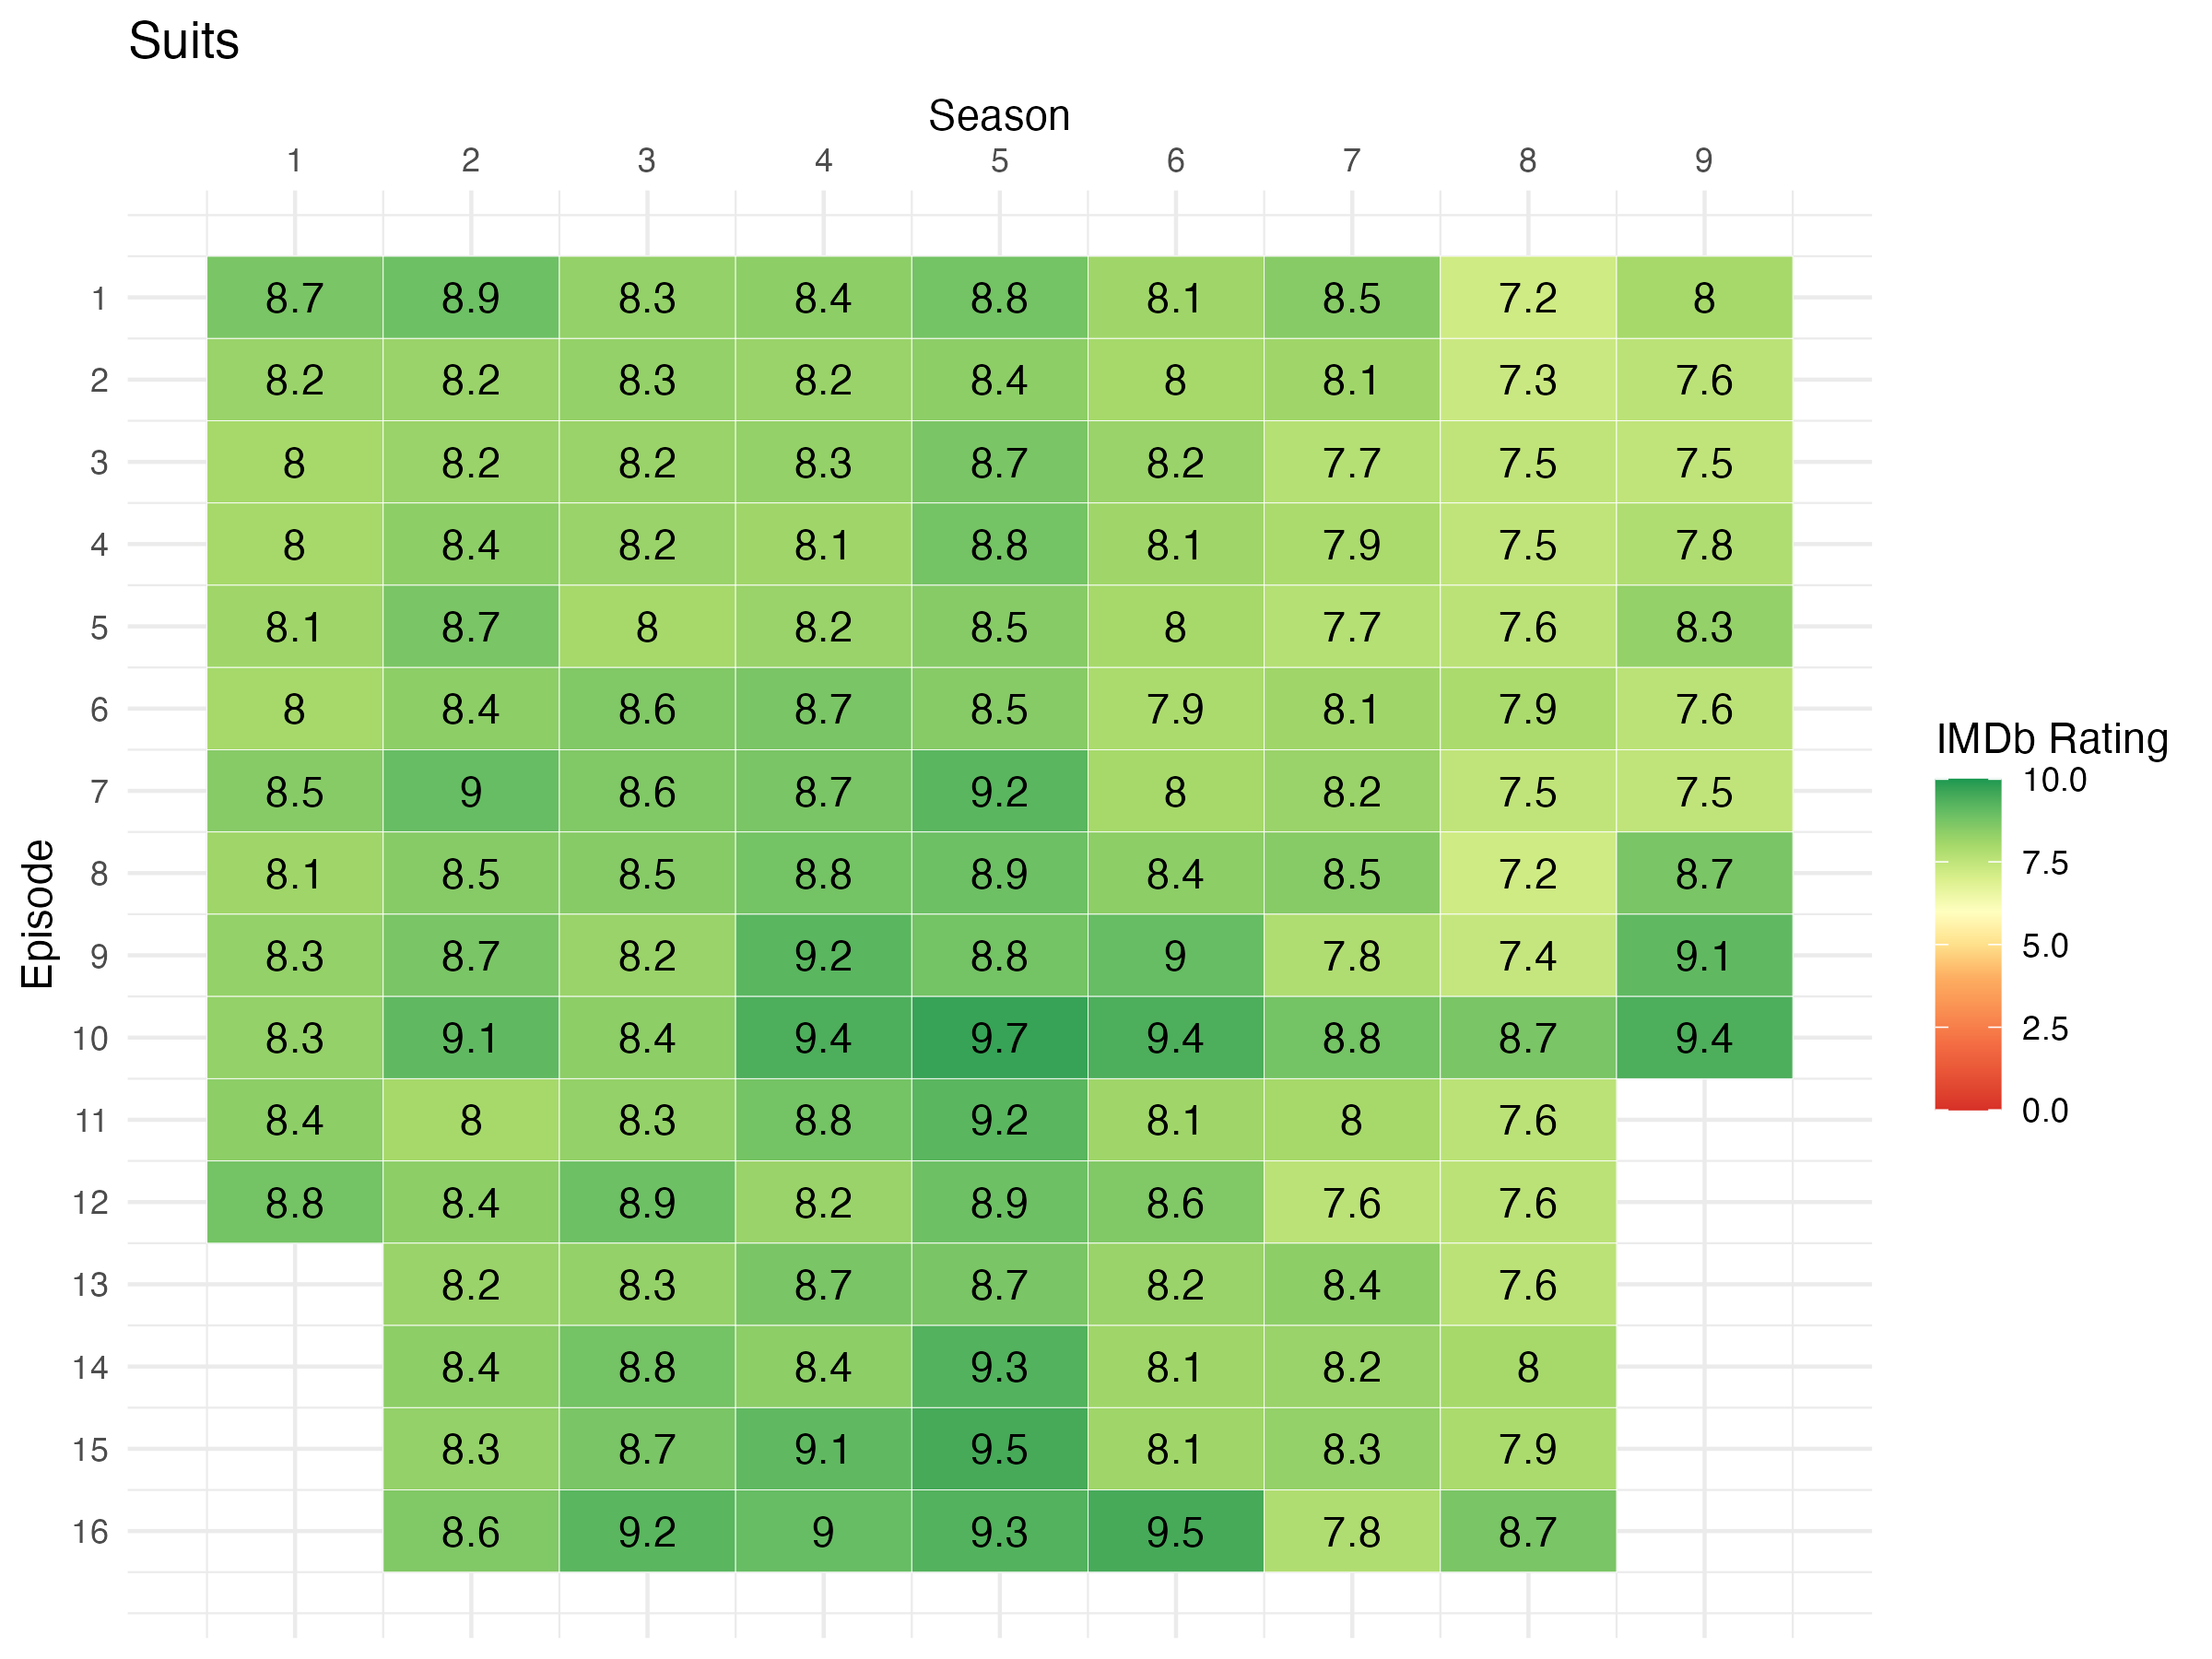 Suits
Season
1 2 3 4 5 6 7 8 9
1 8.7 8.9 8.3 8.4 8.8 8.1 8.5 7.2 8
2 8.2 8.2 8.3 8.2 8.4 8 8.1 7.3 7.6
3 8 8.2 8.2 8.3 8.7 8.2 7.7 7.5 7.5
4 8 8.4 8.2 8.1 8.8 8.1 7.9 7.5 7.8
5 8.1 8.7 8 8.2 8.5 8 7.7 7.6 8.3
6 8 8.4 8.6 8.7 8.5 7.9 8.1 7.9 7.6
7 8.5 9 8.6 8.7 9.2 8 8.2 7.5 7.5
8 8.1 8.5 8.5 8.8 8.9 8.4 8.5 7.2 8.7
9 8.3 8.7 8.2 9.2 8.8 9 7.8 7.4 9.1
10 8.3 9.1 8.4 9.4 9.7 9.4 8.8 8.7 9.4
11 8.4 8 8.3 8.8 9.2 8.1 8 7.6
12 8.8 8.4 8.9 8.2 8.9 8.6 7.6 7.6
13 8.2 8.3 8.7 8.7 8.2 8.4 7.6
14 8.4 8.8 8.4 9.3 8.1 8.2 8
15 8.3 8.7 9.1 9.5 8.1 8.3 7.9
16 8.6 9.2 9 9.3 9.5 7.8 8.7
Episode
IMDb Rating
10.0
7.5
5.0
2.5
0.0